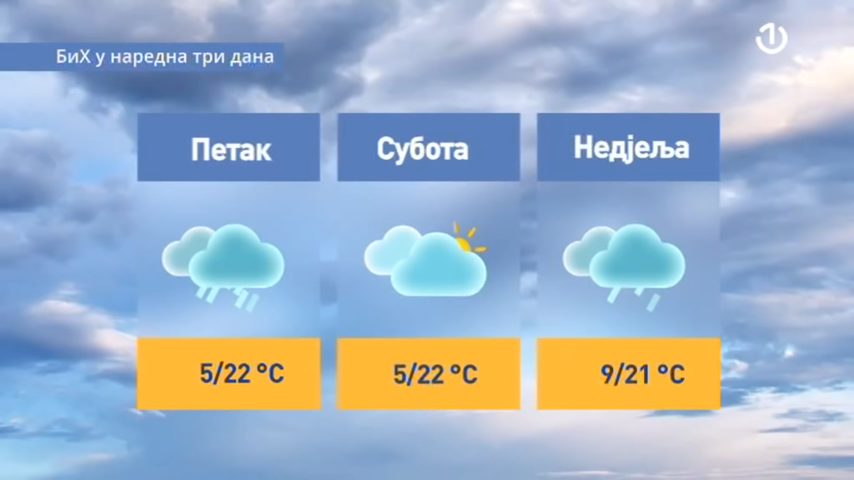 БиХ у наредна три дана
Петак
Субота
Недјеља
5/22 °C
5/22 °C
9/21 °C